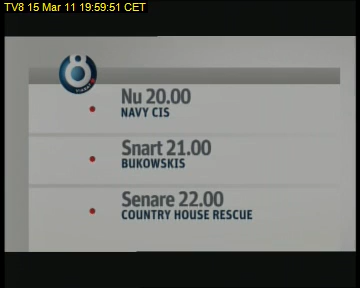 TV8 15 Mar 11 19:59:51 CET
8
Nu 20.00
NAVY CIS
Snart 21.00
BUKOWSKIS
Senare 22.00
COUNTRY HOUSE RESCUE